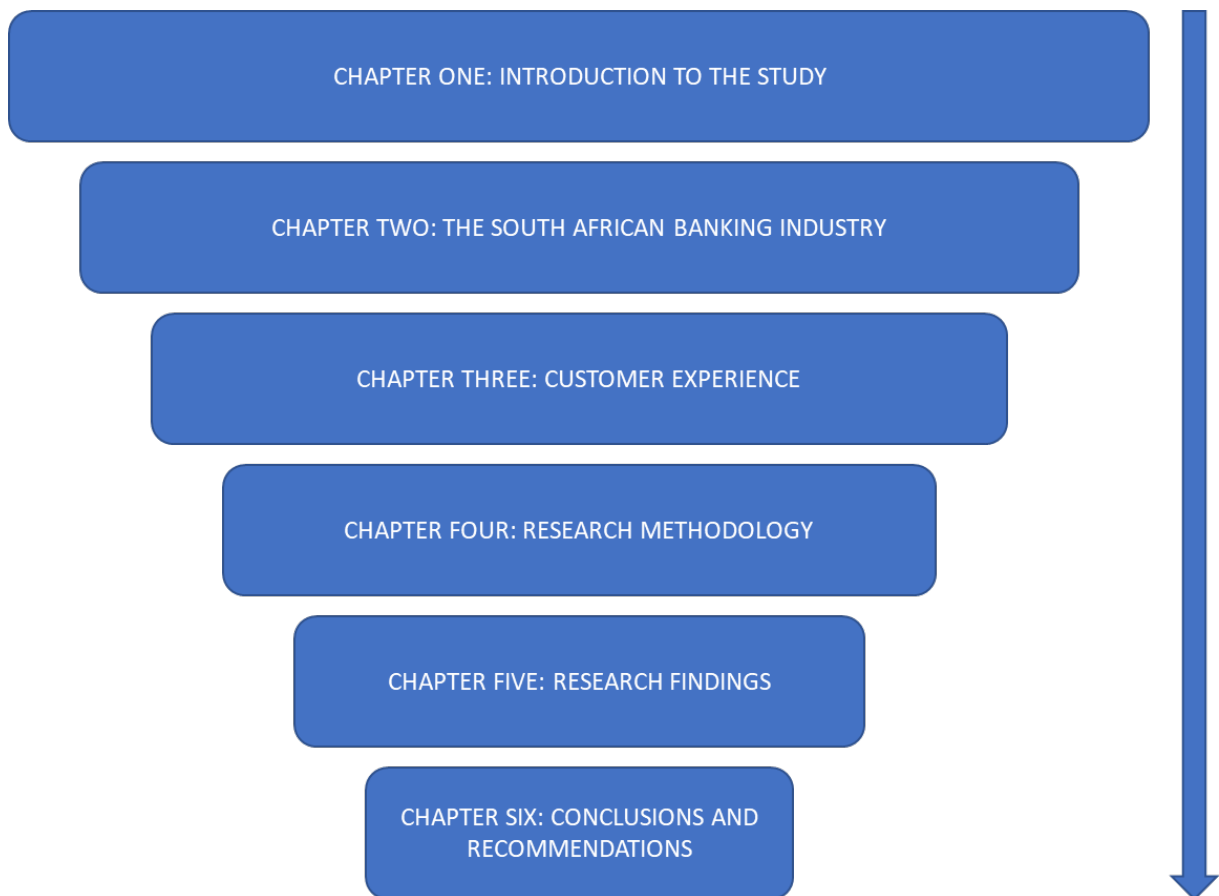 CHAPTER ONE: INTRODUCTION TO THE STUDY
CHAPTER TWO: THE SOUTH AFRICAN BANKING INDUSTRY
CHAPTER THREE: CUSTOMER EXPERIENCE
CHAPTER FOUR: RESEARCH METHODOLOGY
CHAPTER FIVE: RESEARCH FINDINGS
CHAPTER SIX: CONCLUSIONS AND
RECOMMENDATIONS